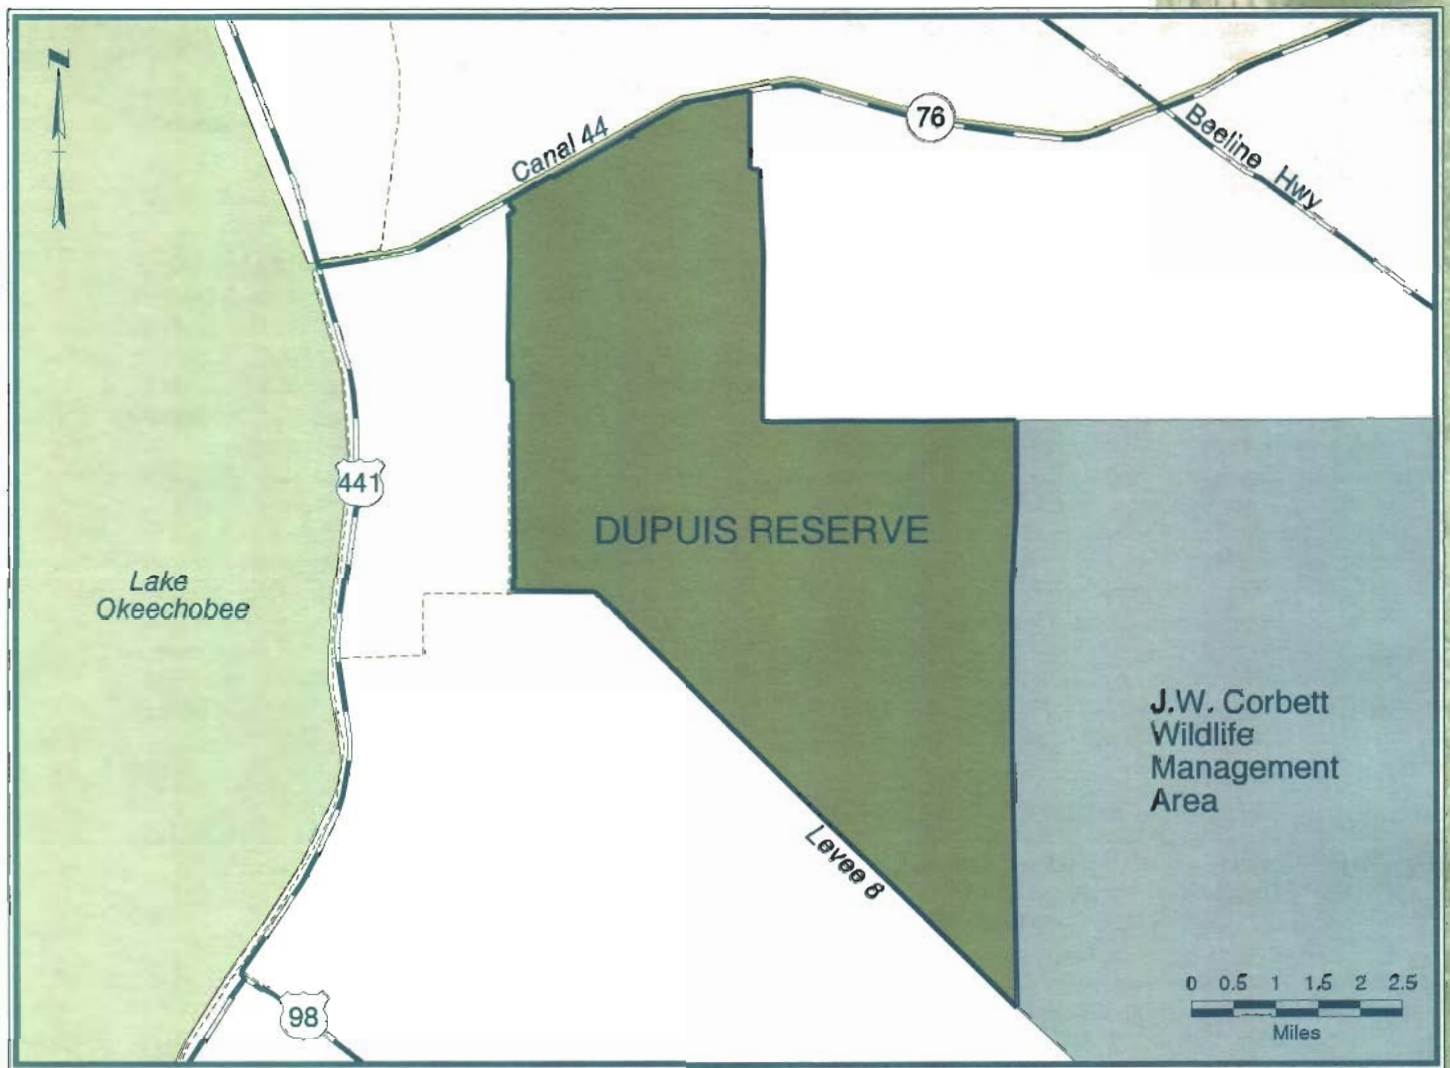 N
Canal 44
76
Beeline Hwy
441
DUPUIS RESERVE
Lake
Okeechobee
J.W. Corbett
Wildlife
Management
Area
Levee 8
0 0.5 1 1.5 2 2.5
Miles
98